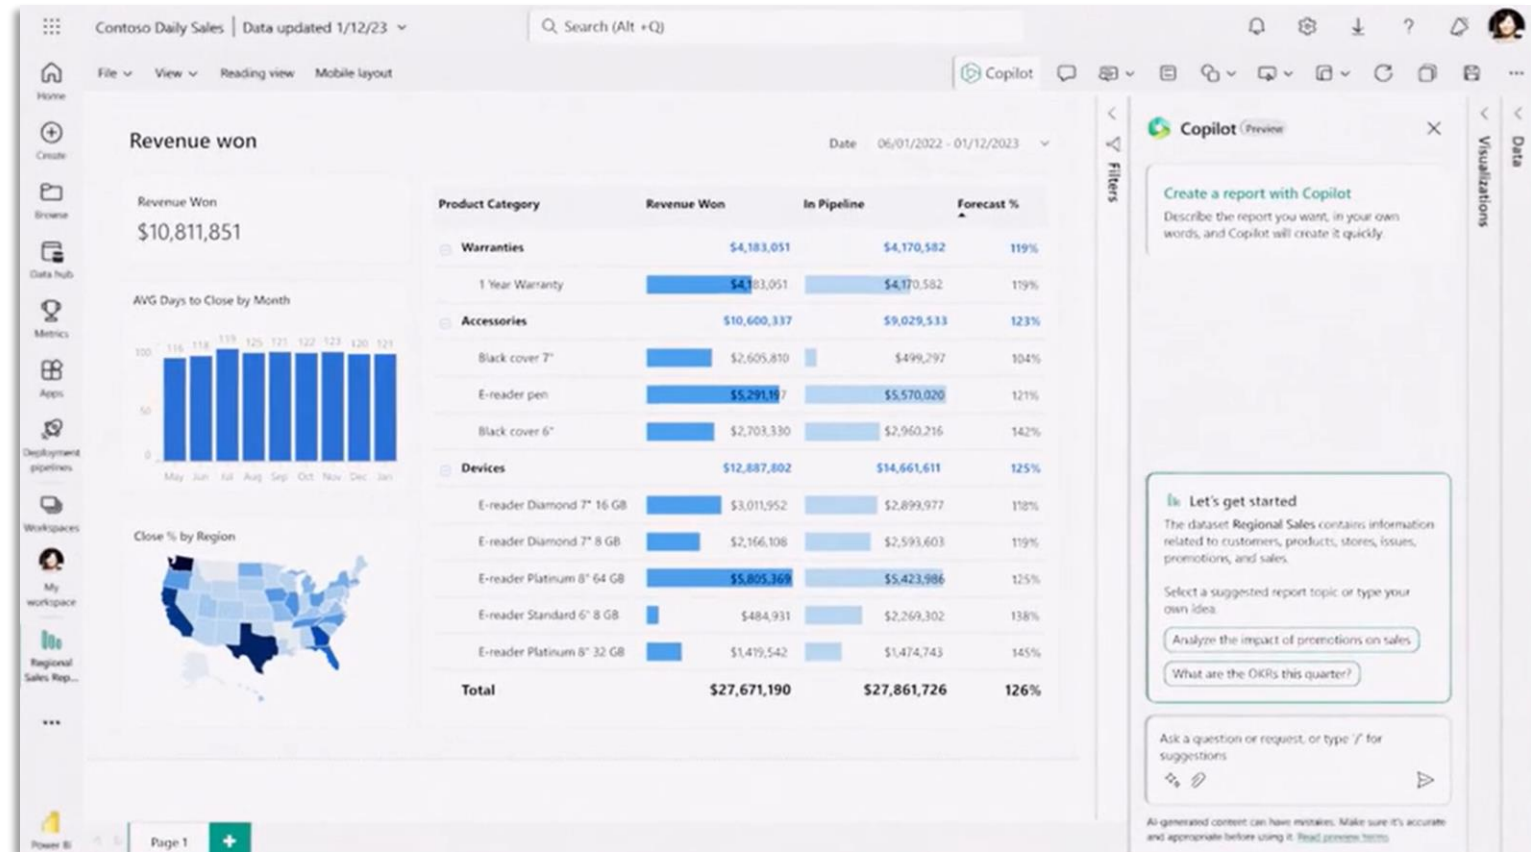 Contoso Daily Sales | Data updated 1/12/23
Search (Alt +Q)
File View Reading view Mobile layout
Copilot
Home
Create
Browse
Data hub
Metrics
Apps
Deployment
pipelines
Workspaces
My
workspace
Regional
Sales Rep...
Power BI
Revenue won
Date 06/01/2022 - 01/12/2023
Revenue Won
$10,811,851
AVG Days to Close by Month
116 118 119 125 121 122 123 120 121
100
50
0
May Jun Jul Aug Sep Oct Nov Dec Jan
Close % by Region
Product Category Revenue Won In Pipeline Forecast %
Warranties $4,183,051 $4,170,582 119%
1 Year Warranty $4,183,051 $4,170,582 119%
Accessories $10,600,337 $9,029,533 123%
Black cover 7" $2,605,810 $499,297 104%
E-reader pen $5,291,197 $5,570,020 121%
Black cover 6" $2,703,330 $2,960,216 142%
Devices $12,887,802 $14,661,611 125%
E-reader Diamond 7" 16 GB $3,011,952 $2,899,977 118%
E-reader Diamond 7" 8 GB $2,166,108 $2,593,603 119%
E-reader Platinum 8" 64 GB $5,805,369 $5,423,986 125%
E-reader Standard 6" 8 GB $484,931 $2,269,302 138%
E-reader Platinum 8" 32 GB $1,419,542 $1,474,743 145%
Total $27,671,190 $27,861,726 126%
Page 1
Filters
Copilot Preview
Create a report with Copilot
Describe the report you want, in your own
words, and Copilot will create it quickly
Let's get started
The dataset Regional Sales contains information
related to customers, products, stores, issues,
promotions, and sales.
Select a suggested report topic or type your
own idea.
Analyze the impact of promotions on sales
What are the OKRs this quarter?
Ask a question or request, or type '/' for
suggestions
AI-generated content can have mistakes. Make sure it's accurate
and appropriate before using it. Read preview terms
Visualizations
Data